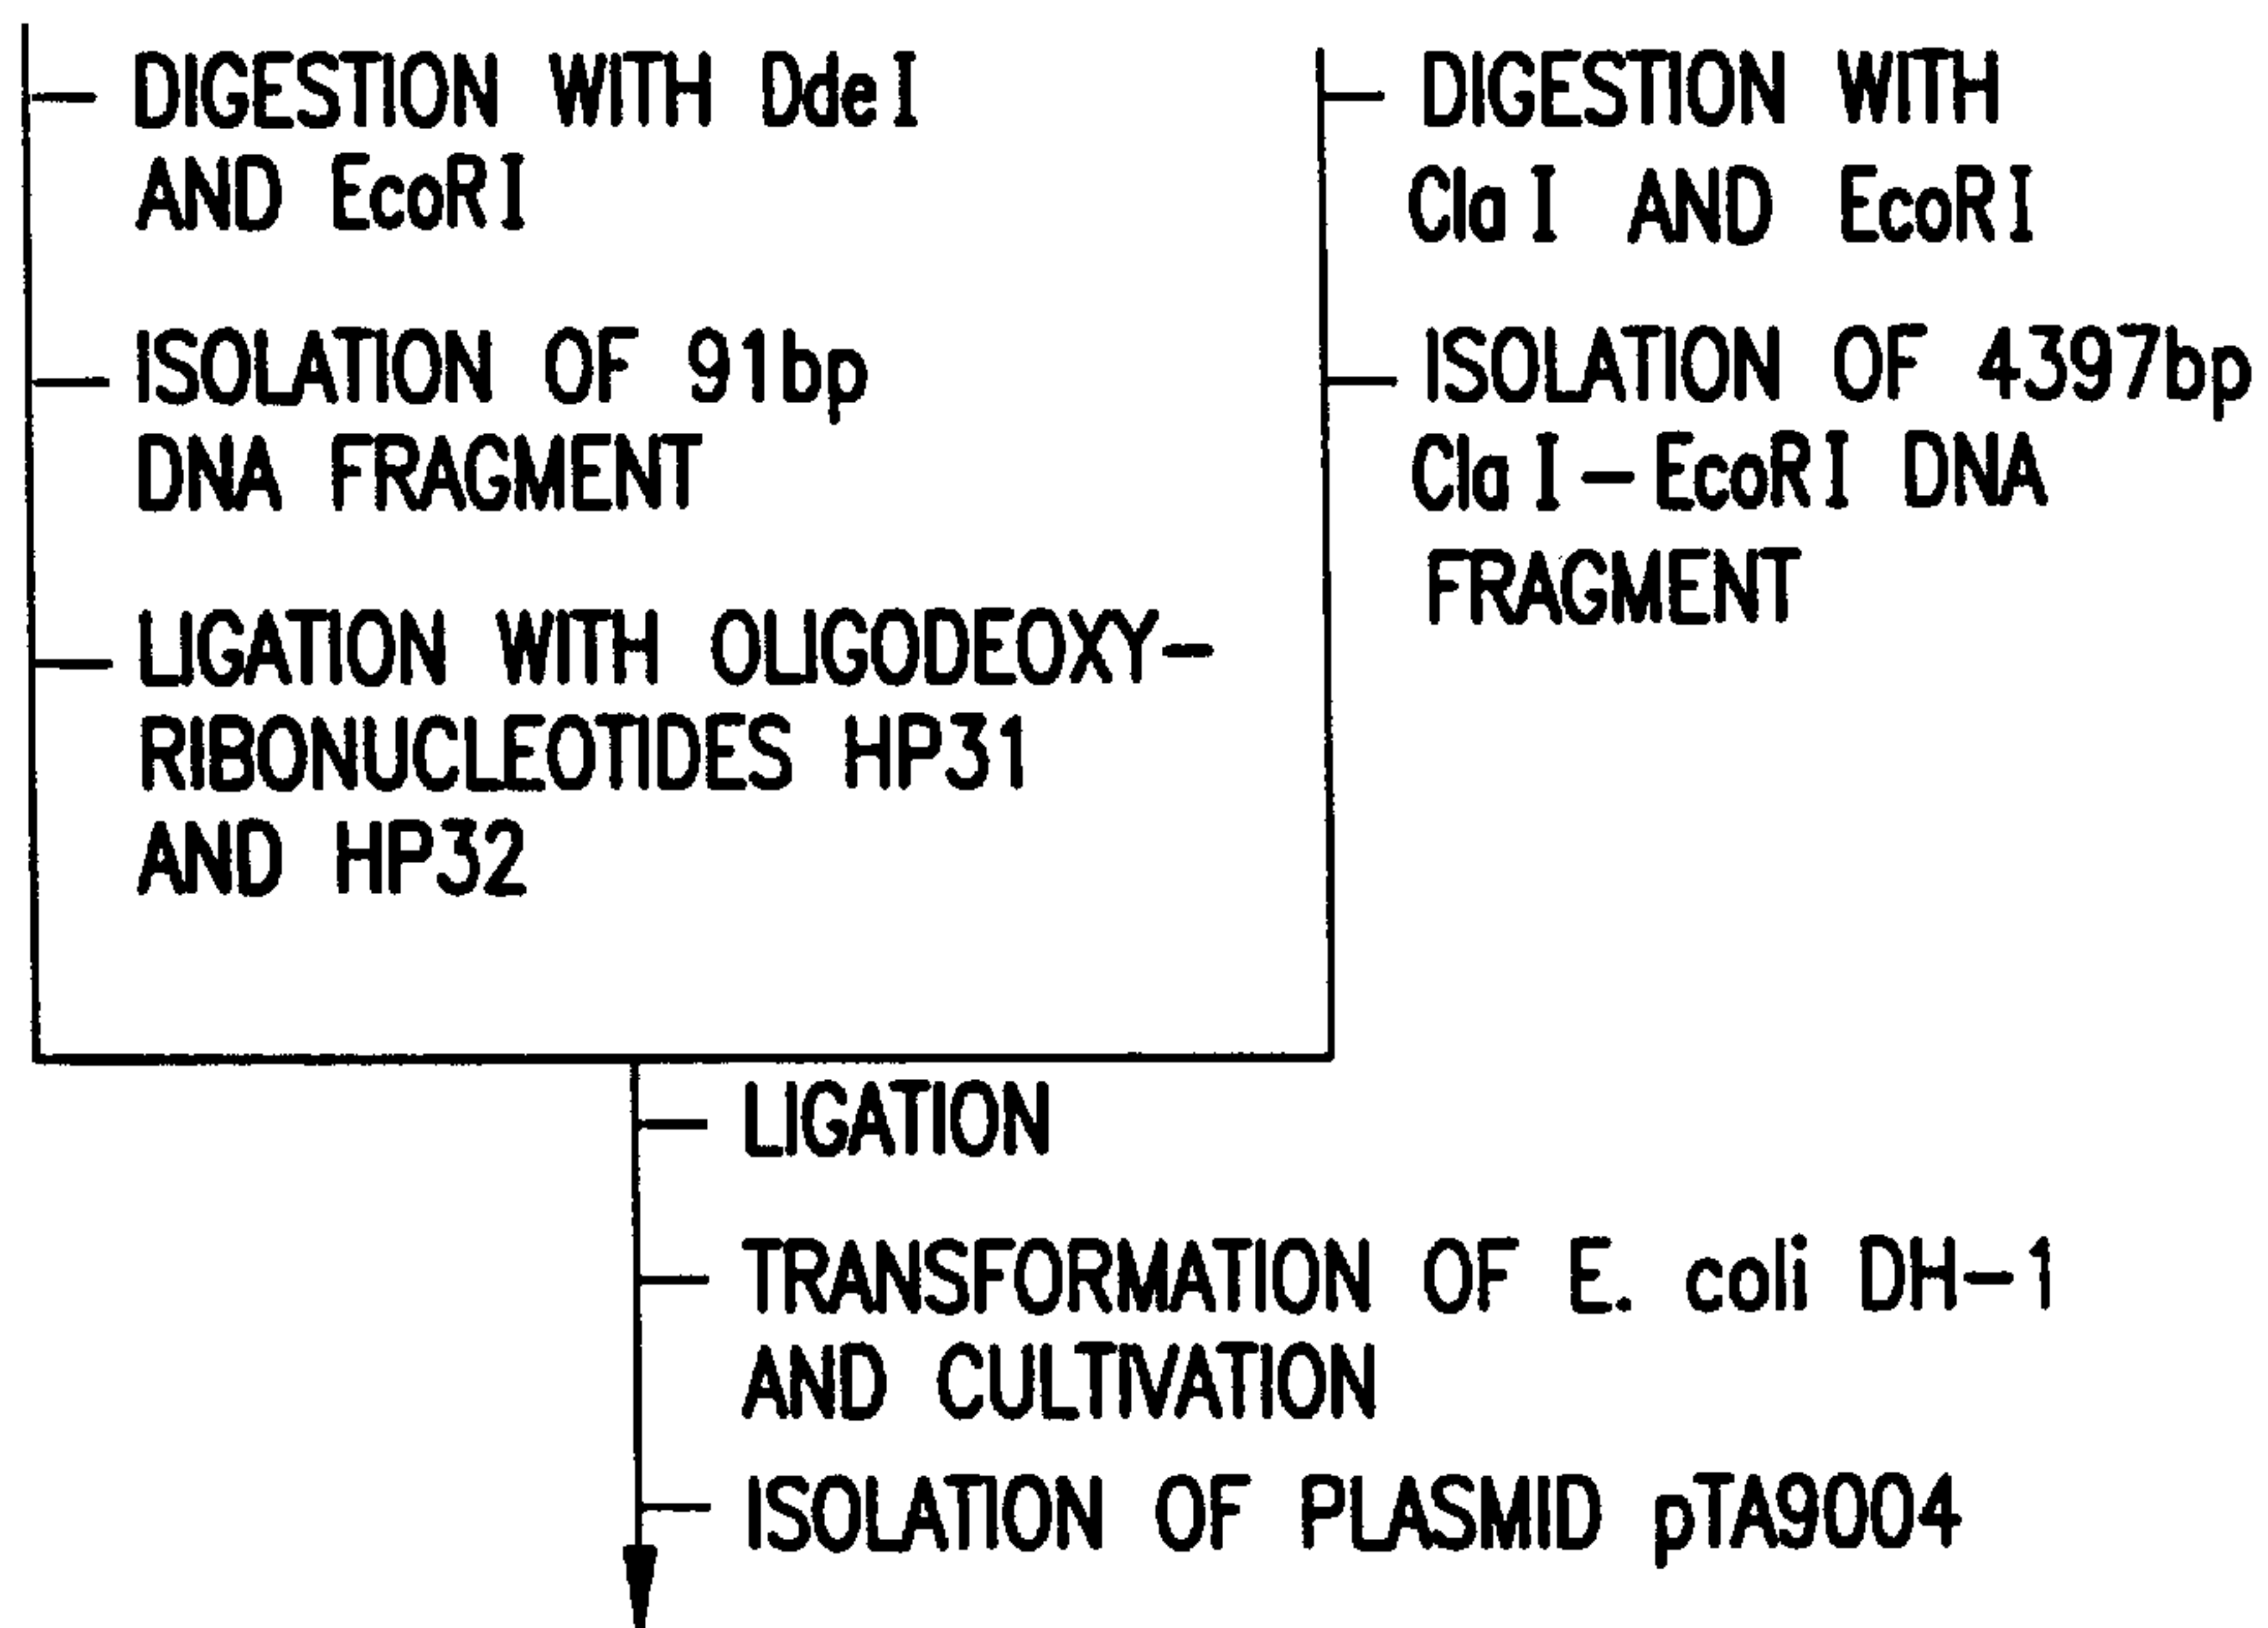 DIGESTION WITH DdeI
AND EcoRI
ISOLATION OF 91bp
DNA FRAGMENT
LIGATION WITH OLIGODEOXY-
RIBONUCLEOTIDES HP31
AND HP32
DIGESTION WITH
ClaI AND EcoRI
ISOLATION OF 4397bp
ClaI-EcoRI DNA
FRAGMENT
LIGATION
TRANSFORMATION OF E. coli DH-1
AND CULTIVATION
ISOLATION OF PLASMID pTA9004